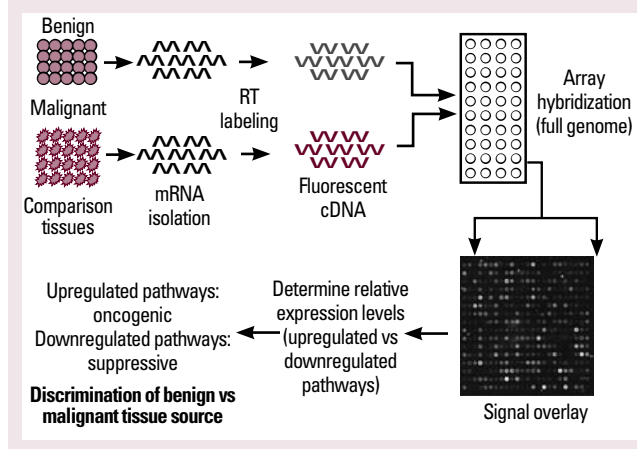 Benign
Malignant
Comparison
tissues
mRNA
isolation
RT
labeling
Fluorescent
cDNA
Array
hybridization
(full genome)
Signal overlay
Determine relative
expression levels
(upregulated vs
downregulated
pathways)
Upregulated pathways:
oncogenic
Downregulated pathways:
suppressive
Discrimination of benign vs
malignant tissue source